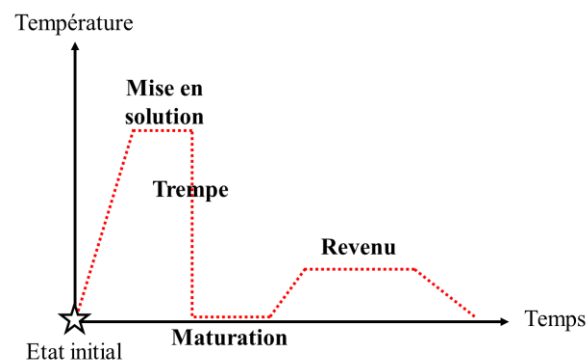 Température
Mise en
solution
Trempe
Revenu
Maturation
Temps
Etat initial